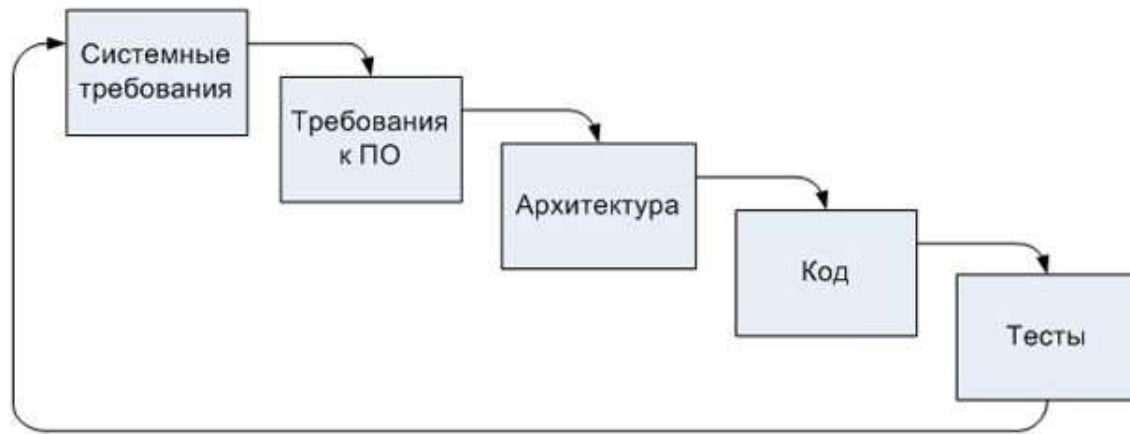 Системные
требования
Требования
к ПО
Архитектура
Код
Тесты